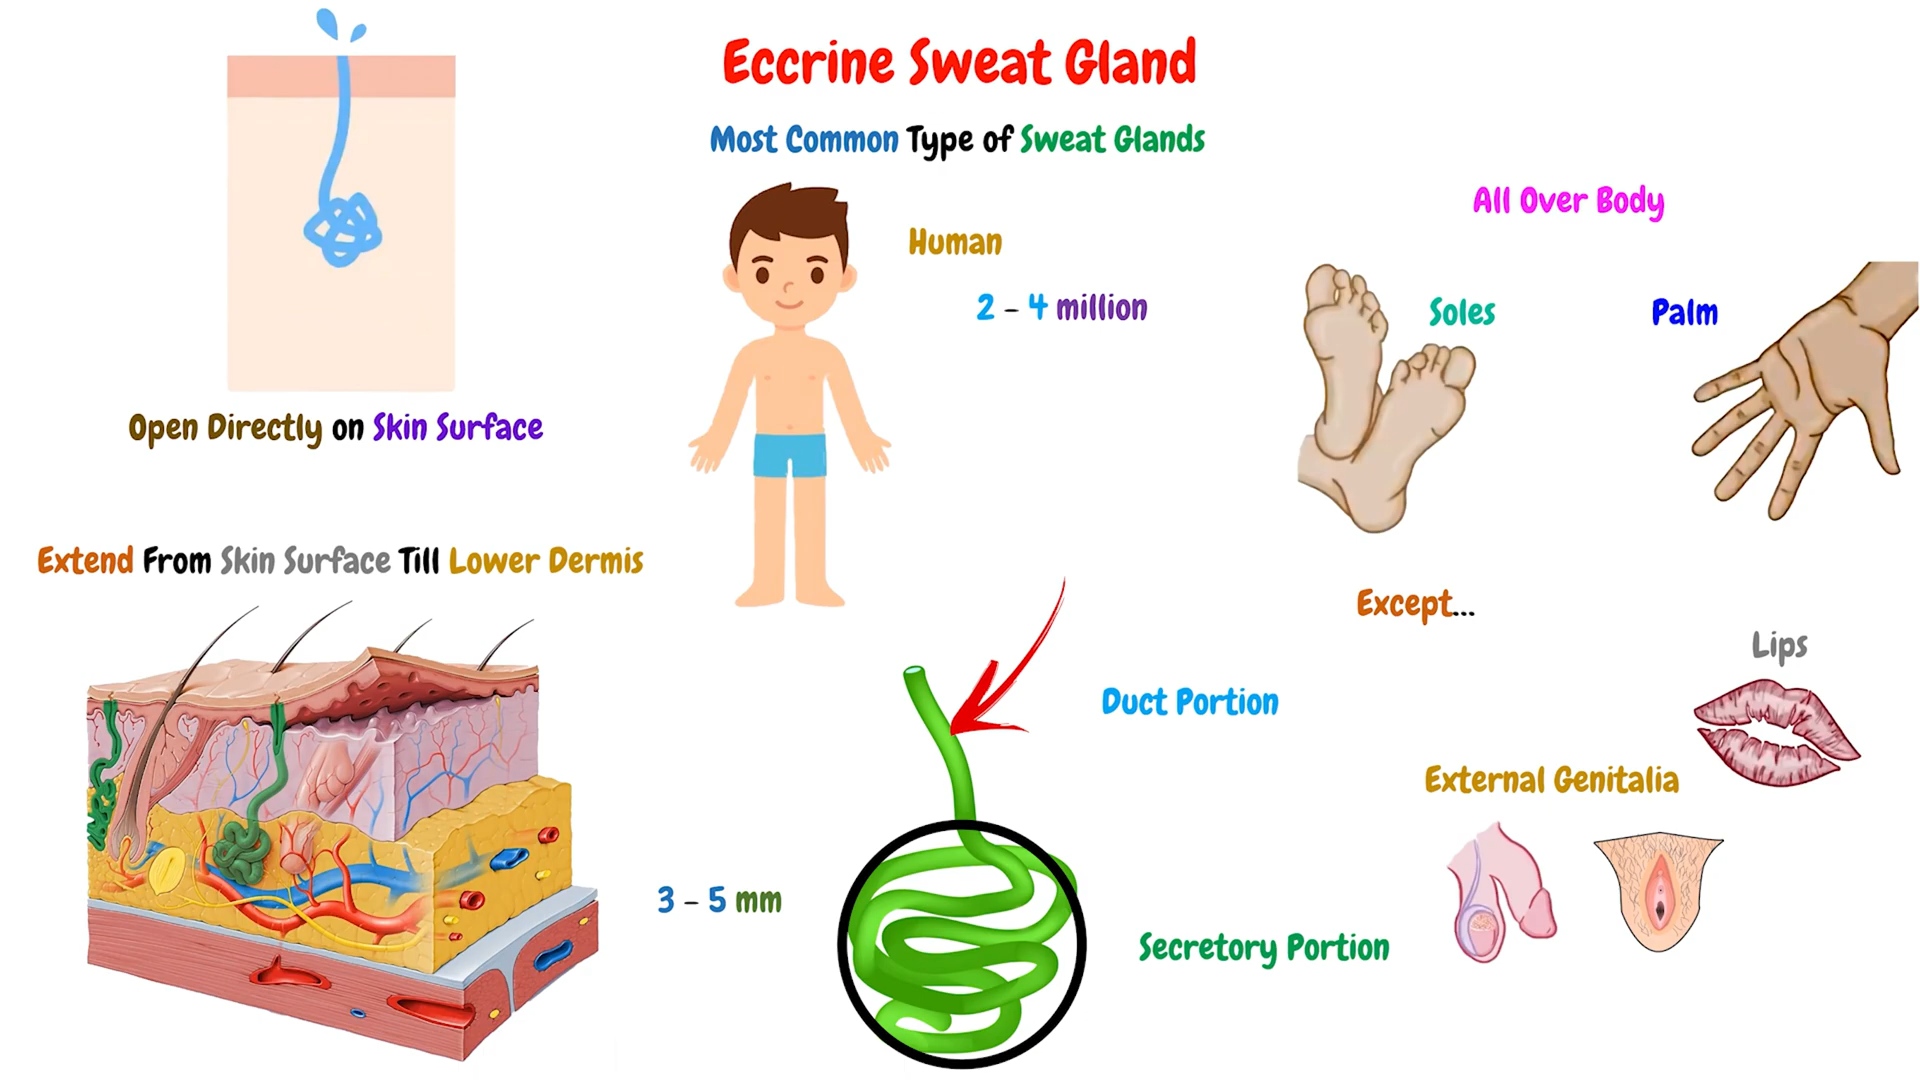 Eccrine Sweat Gland
Most Common Type of Sweat Glands
Open Directly on Skin Surface
Human
2 - 4 million
All Over Body
Soles
Palm
Extend From Skin Surface Till Lower Dermis
Except...
Lips
External Genitalia
Duct Portion
3 - 5 mm
Secretory Portion